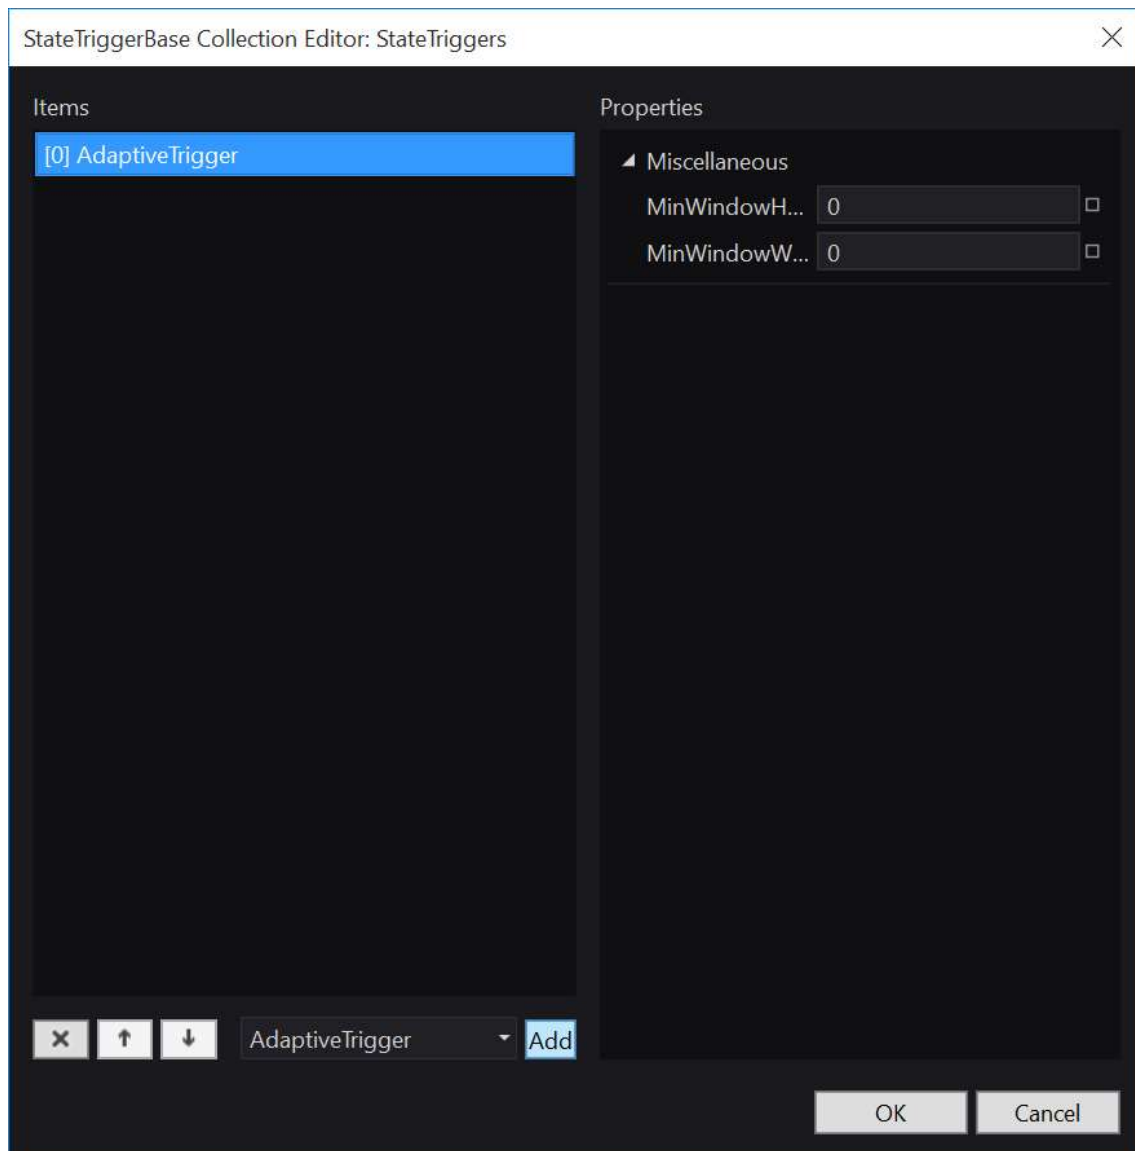 StateTriggerBase Collection Editor: StateTriggers
Items
[0] AdaptiveTrigger
Properties
Miscellaneous
MinWindowH... 0
MinWindowW... 0
AdaptiveTrigger Add
OK Cancel